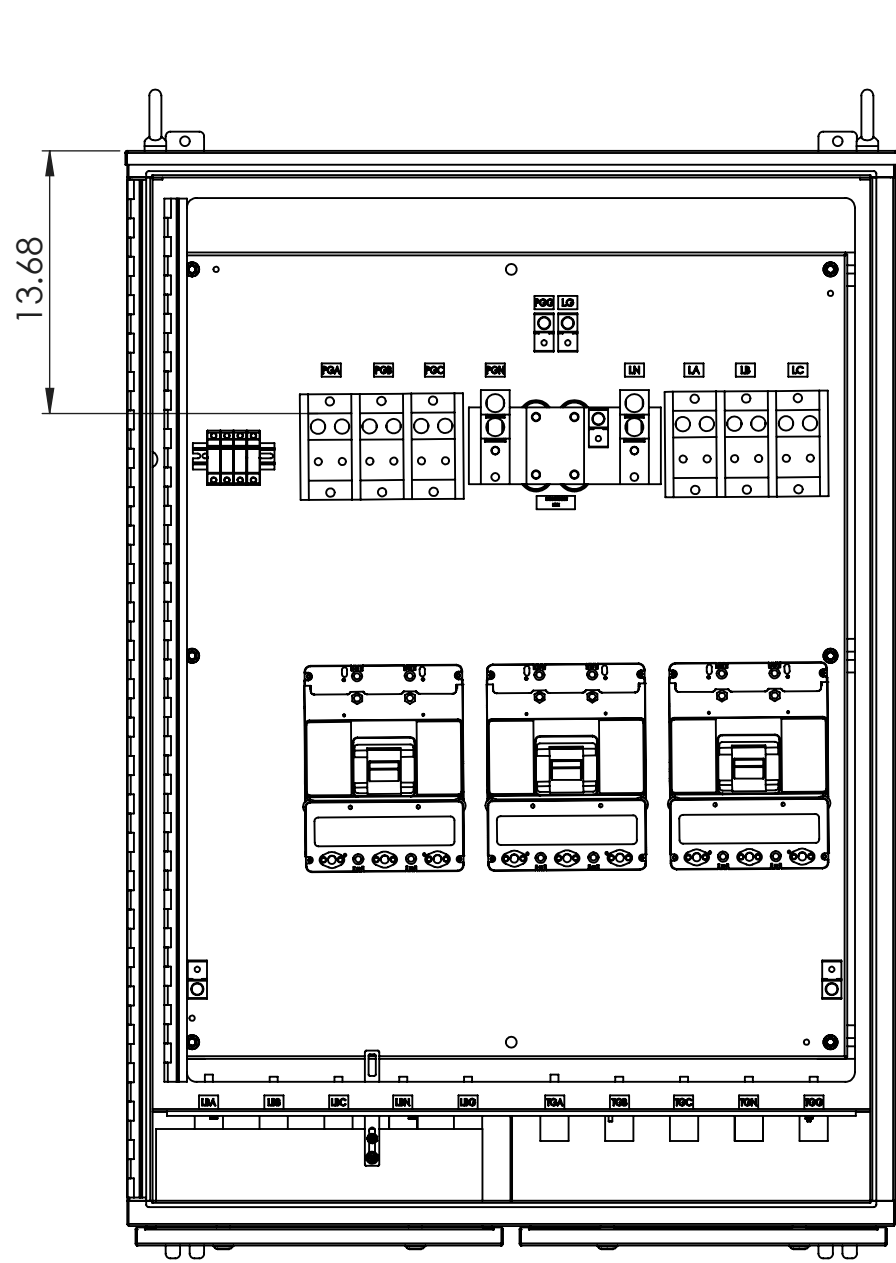 13.68
PGG LG
PGA PGB PGC PGN LN LA LB LC
LBA LBB LBC LBN LBG TGA TGB TGC TGN TGG